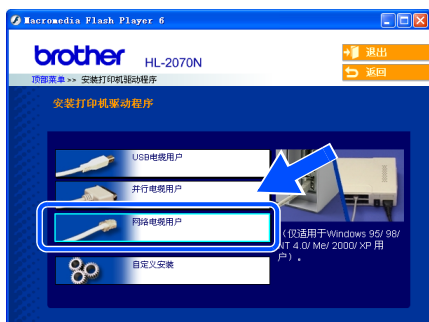 Macromedia Flash Player 6
brother
HL-2070N
退出
返回
顶部菜单 >> 安装打印机驱动程序
安装打印机驱动程序
USB电缆用户
并行电缆用户
网络电缆用户
自定义安装
（仅适用于Windows 95/ 98/
NT 4.0/ Me/ 2000/ XP 用
户）。